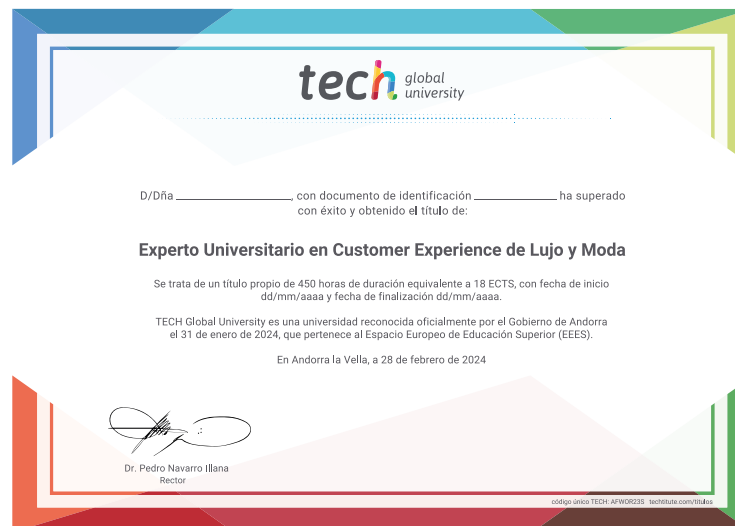 tech global university
D/Dña ____________________, con documento de identificación ______________ ha superado
con éxito y obtenido el título de:
Experto Universitario en Customer Experience de Lujo y Moda
Se trata de un título propio de 450 horas de duración equivalente a 18 ECTS, con fecha de inicio
dd/mm/aaaa y fecha de finalización dd/mm/aaaa.
TECH Global University es una universidad reconocida oficialmente por el Gobierno de Andorra
el 31 de enero de 2024, que pertenece al Espacio Europeo de Educación Superior (EEES).
En Andorra la Vella, a 28 de febrero de 2024
Dr. Pedro Navarro Illana
Rector
código único TECH: AFWOR23S techtitute.com/titulos